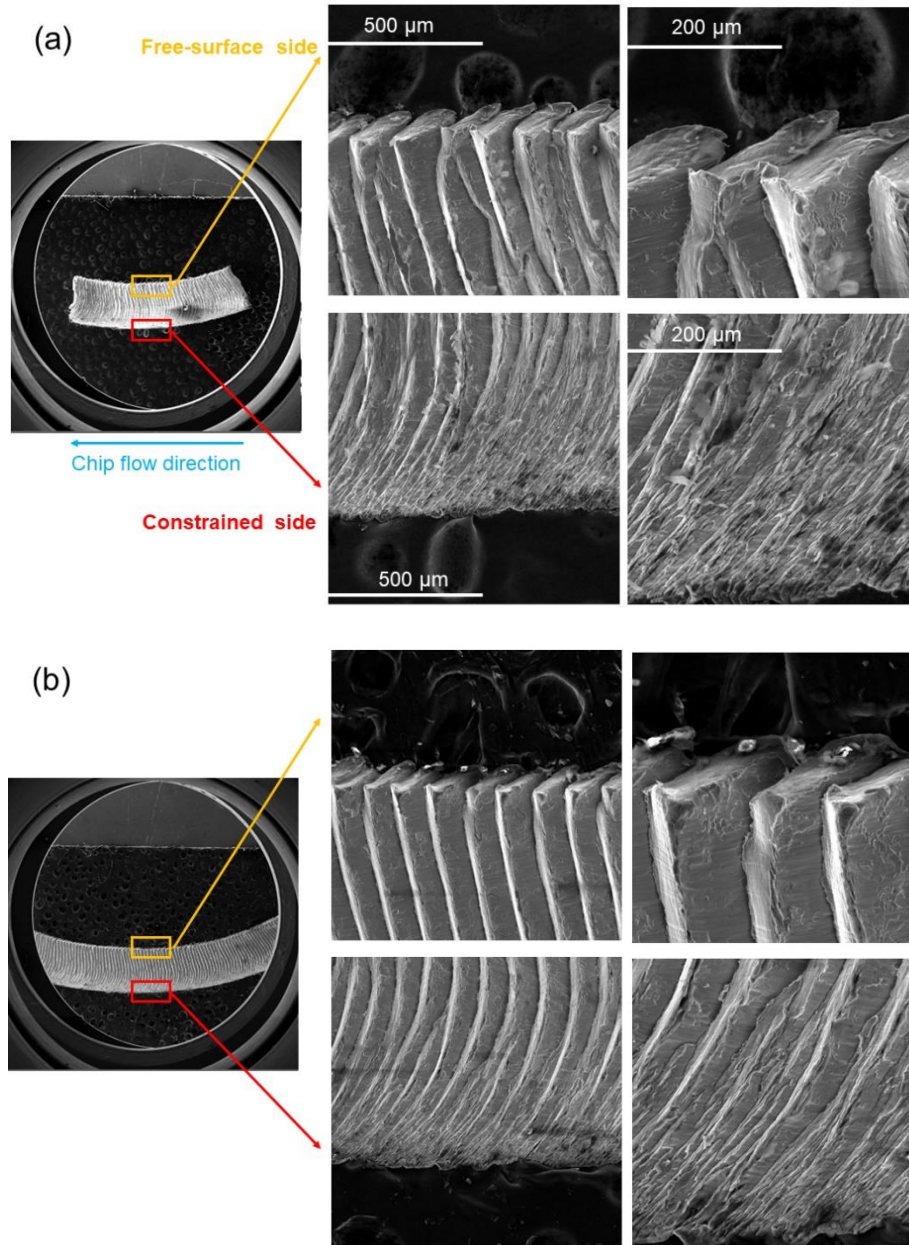 (a)
Free-surface side
500 µm
200 µm
Chip flow direction
Constrained side
200 µm
500 µm
(b)